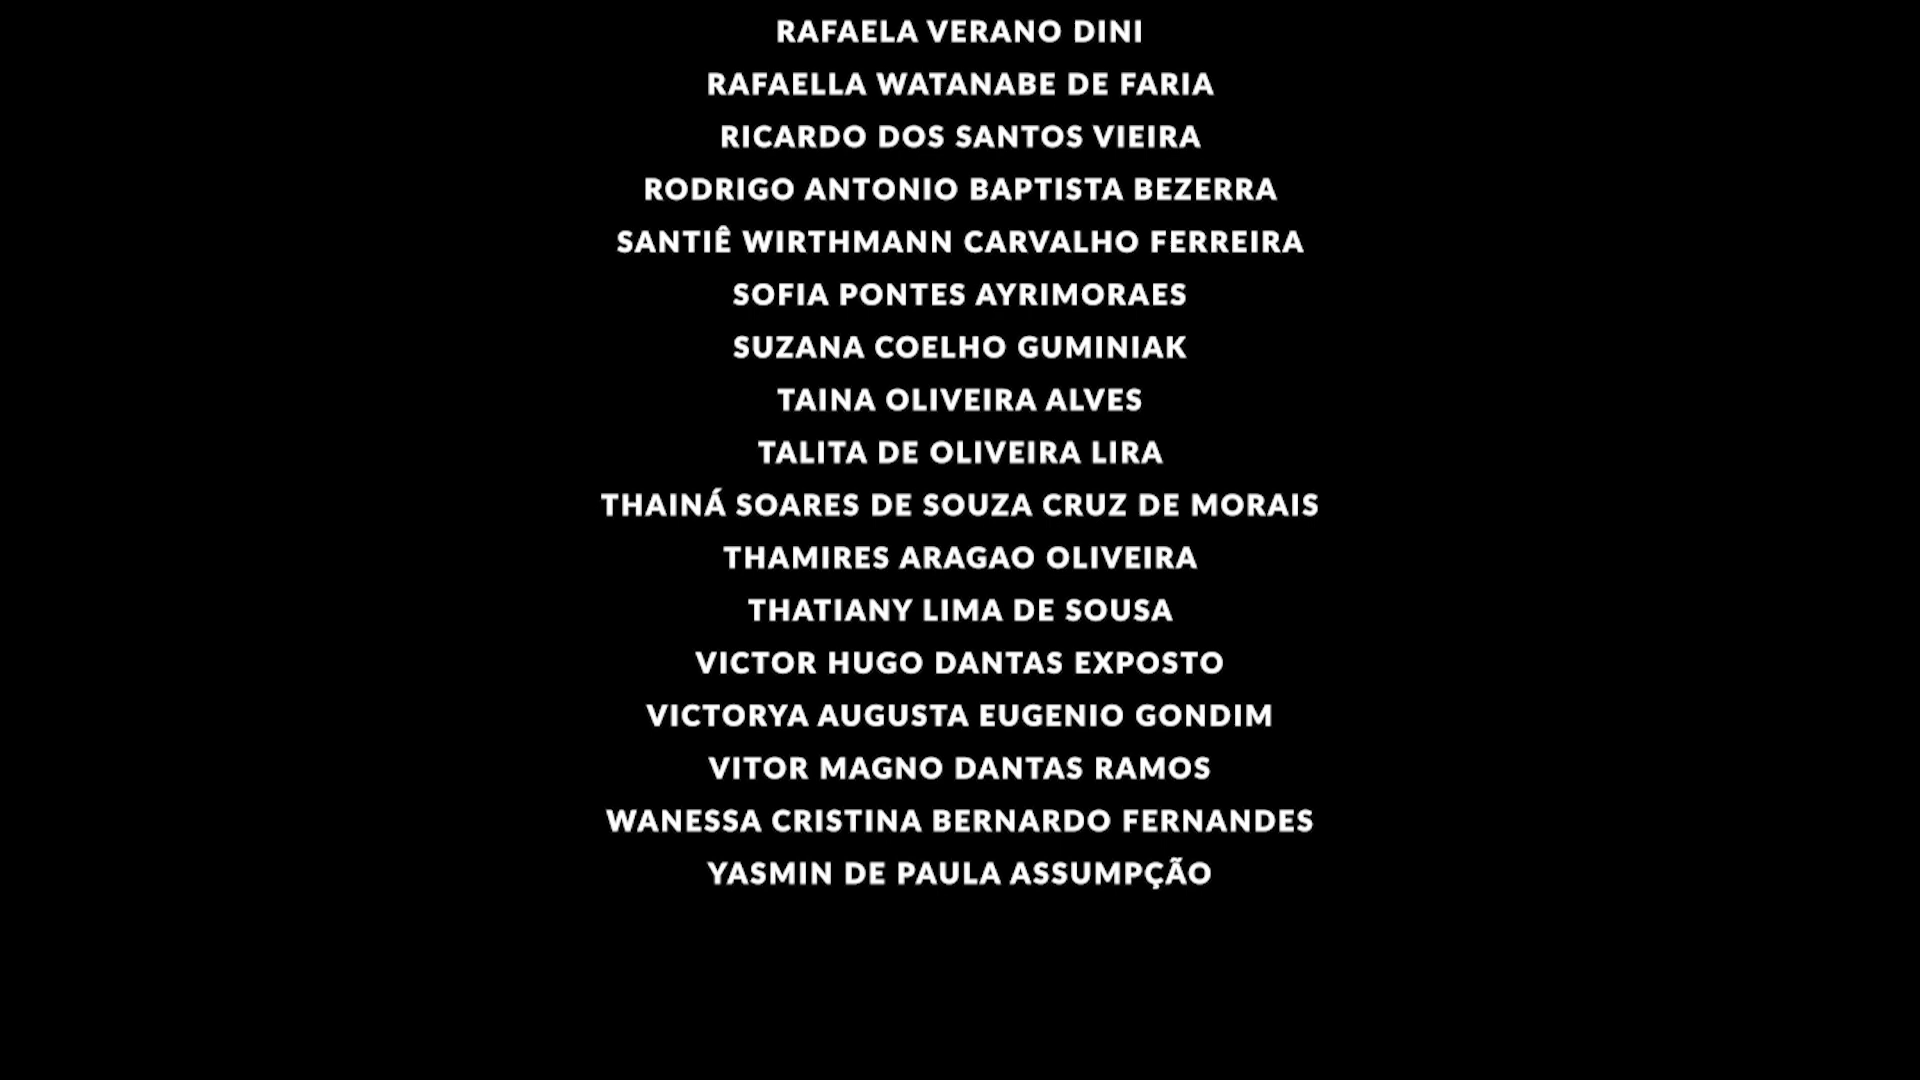 RAFAELA VERANO DINI
RAFAELLA WATANABE DE FARIA
RICARDO DOS SANTOS VIEIRA
RODRIGO ANTONIO BAPTISTA BEZERRA
SANTIÊ WIRTHMANN CARVALHO FERREIRA
SOFIA PONTES AYRIMORAES
SUZANA COELHO GUMINIAK
TAINA OLIVEIRA ALVES
TALITA DE OLIVEIRA LIRA
THAINÁ SOARES DE SOUZA CRUZ DE MORAIS
THAMIRES ARAGAO OLIVEIRA
THATIANY LIMA DE SOUSA
VICTOR HUGO DANTAS EXPOSTO
VICTORYA AUGUSTA EUGENIO GONDIM
VITOR MAGNO DANTAS RAMOS
WANESSA CRISTINA BERNARDO FERNANDES
YASMIN DE PAULA ASSUMPÇÃO